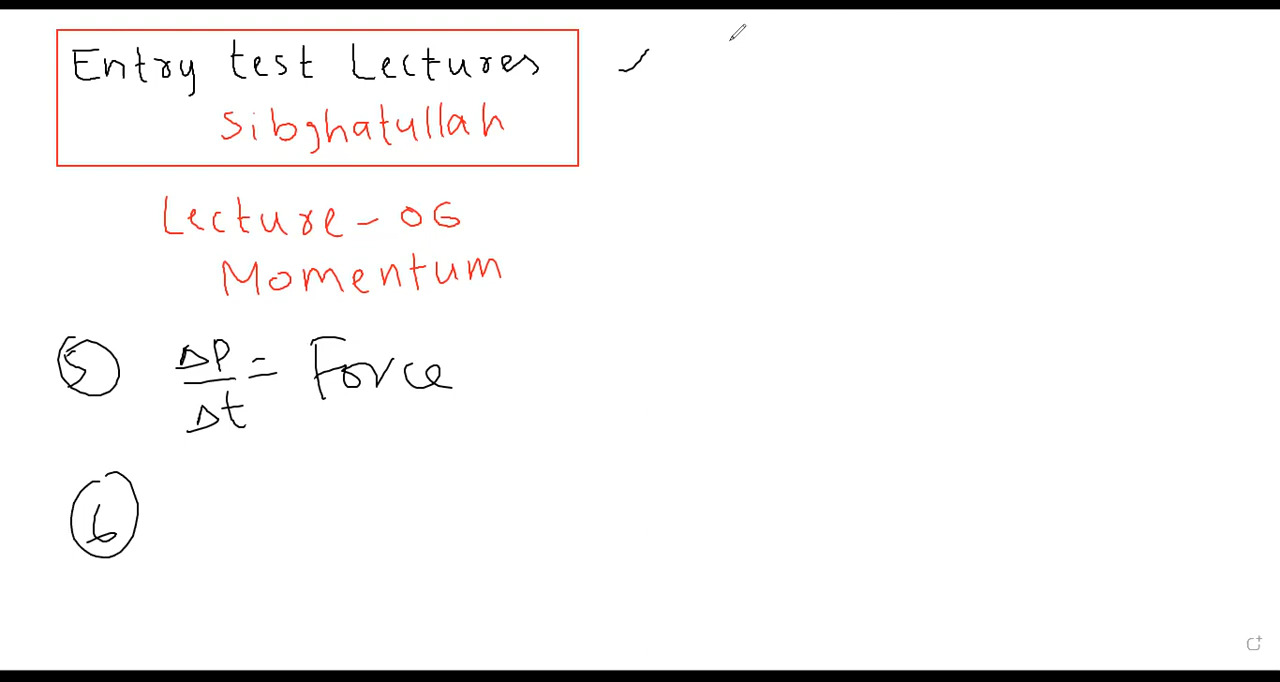 Entry test Lectures
Sibghatullah
Lecture - 06
Momentum
5 ΔP/Δt = Force
6